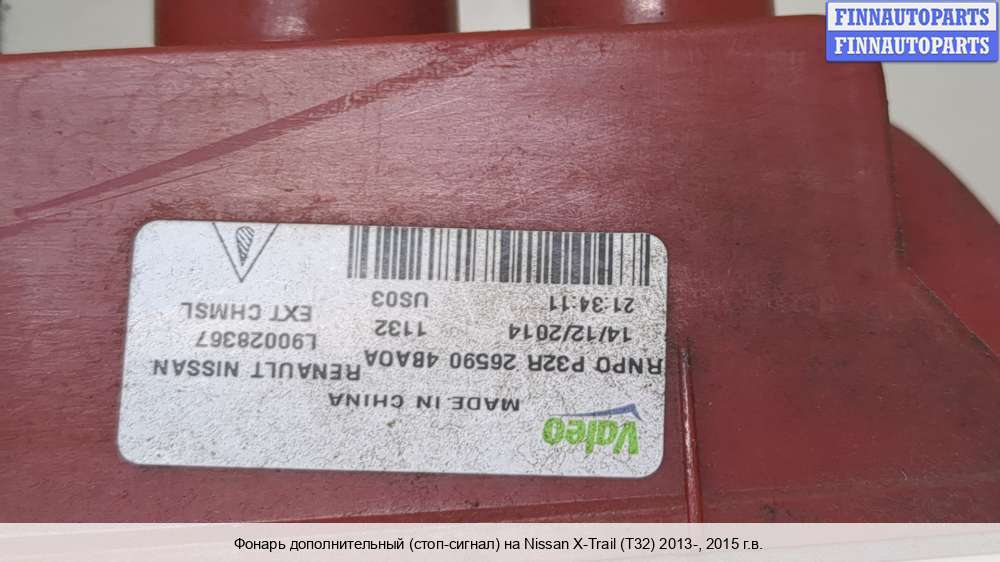 FINNAUTOPARTS
FINNAUTOPARTS
Valeo
MADE IN CHINA
RNPO P32R 26590 4BA0A RENAULT NISSAN
14/12/2014 1132 L90028367
21:34:11 US03 EXT CHMSL
Фонарь дополнительный (стоп-сигнал) на Nissan X-Trail (T32) 2013-, 2015 г.в.